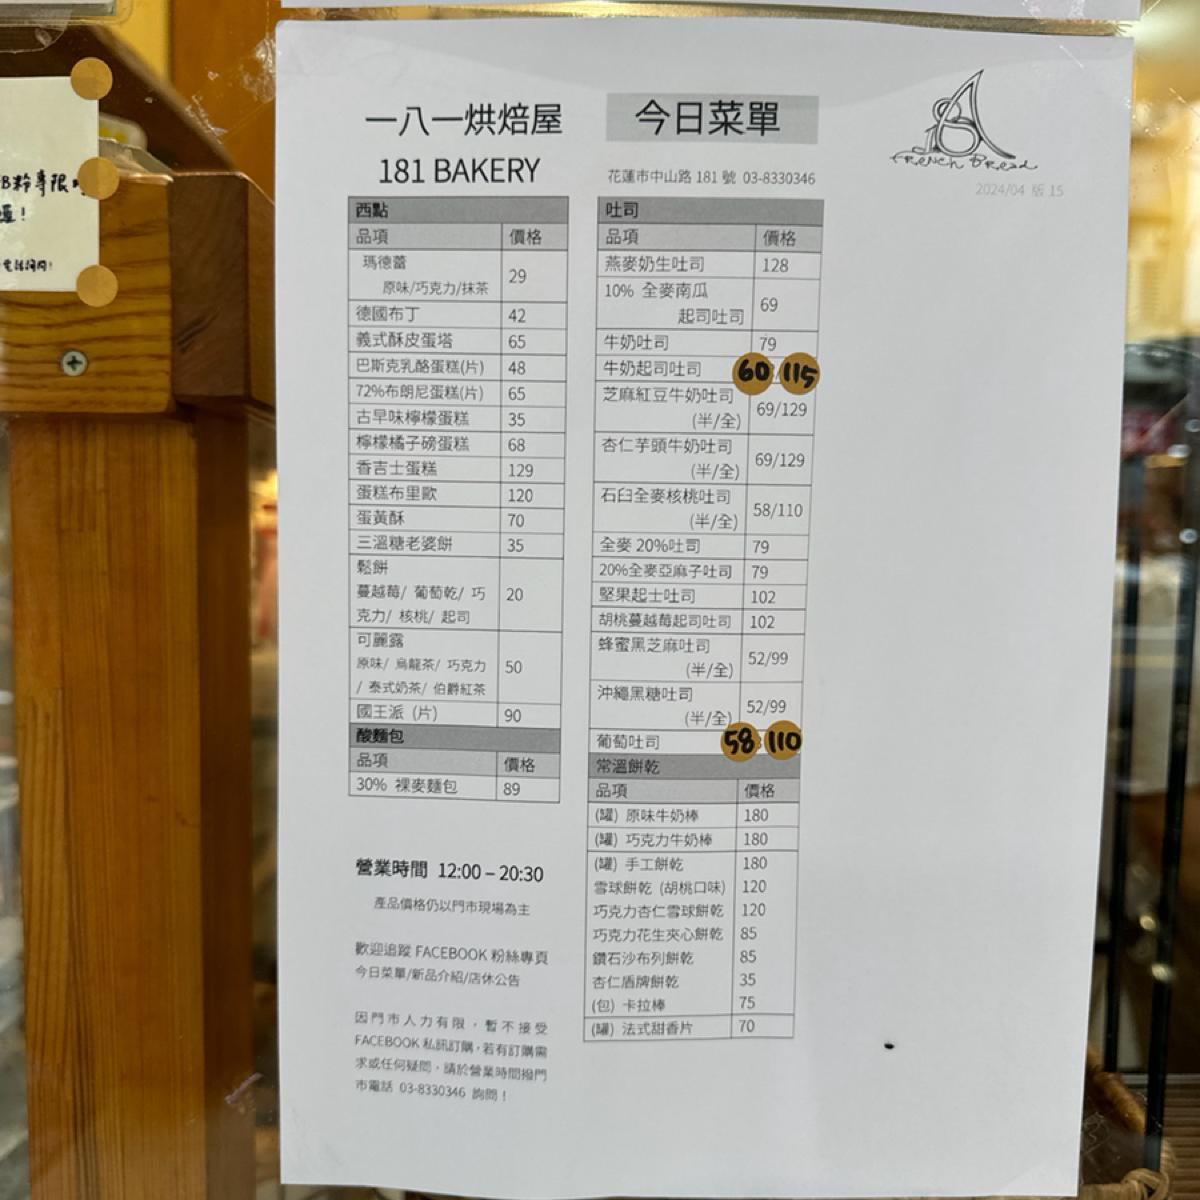 一八一烘焙屋
181 BAKERY
今日菜單
花蓮市中山路 181 號 03-8330346
French Bread
2024/04 版 15
西點
品項 價格
瑪德蕾
原味/巧克力/抹茶 29
德國布丁 42
義式酥皮蛋塔 65
巴斯克乳酪蛋糕(片) 48
72%布朗尼蛋糕(片) 65
古早味檸檬蛋糕 35
檸檬橘子磅蛋糕 68
香吉士蛋糕 129
蛋糕布里歐 120
蛋黃酥 70
三溫糖老婆餅 35
鬆餅
蔓越莓/ 葡萄乾/ 巧 20
克力/ 核桃/ 起司
可麗露
原味/ 烏龍茶/ 巧克力 50
/ 泰式奶茶/ 伯爵紅茶
國王派 (片) 90
酸麵包
品項 價格
30% 裸麥麵包 89
營業時間 12:00 – 20:30
產品價格仍以門市現場為主
歡迎追蹤 FACEBOOK 粉絲專頁
今日菜單/新品介紹/店休公告
因門市人力有限，暫不接受
FACEBOOK 私訊訂購，若有訂購需
求或任何疑問，請於營業時間撥門
市電話 03-8330346 詢問！
吐司
品項 價格
燕麥奶生吐司 128
10% 全麥南瓜
起司吐司 69
牛奶吐司 79
牛奶起司吐司 60/115
芝麻紅豆牛奶吐司
(半/全) 69/129
杏仁芋頭牛奶吐司
(半/全) 69/129
石臼全麥核桃吐司
(半/全) 58/110
全麥 20%吐司 79
20%全麥亞麻子吐司 79
堅果起士吐司 102
胡桃蔓越莓起司吐司 102
蜂蜜黑芝麻吐司
(半/全) 52/99
沖繩黑糖吐司
(半/全) 52/99
葡萄吐司 58 110
常溫餅乾
品項 價格
(罐) 原味牛奶棒 180
(罐) 巧克力牛奶棒 180
(罐) 手工餅乾 180
雪球餅乾 (胡桃口味) 120
巧克力杏仁雪球餅乾 120
巧克力花生夾心餅乾 85
鑽石沙布列餅乾 85
杏仁盾牌餅乾 35
(包) 卡拉棒 75
(罐) 法式甜香片 70